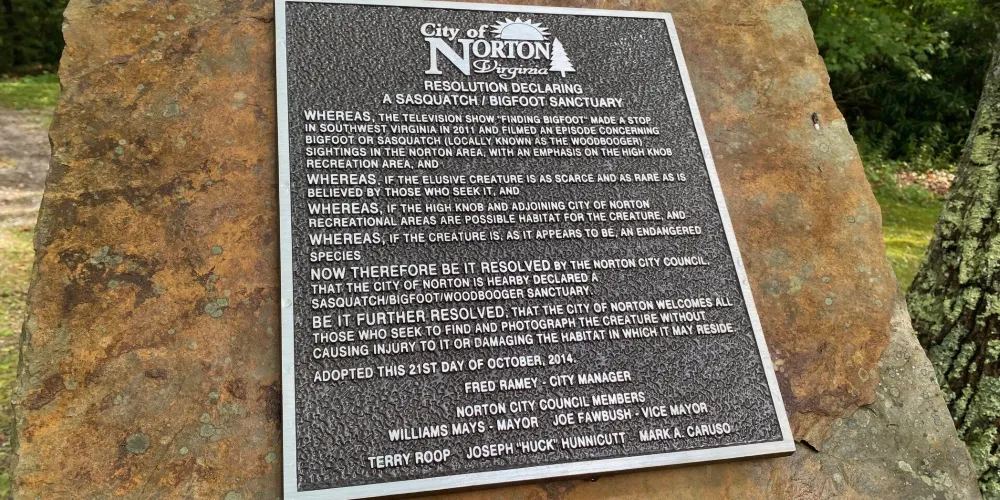 City of
NORTON
Virginia
RESOLUTION DECLARING
A SASQUATCH / BIGFOOT SANCTUARY
WHEREAS, THE TELEVISION SHOW "FINDING BIGFOOT" MADE A STOP
IN SOUTHWEST VIRGINIA IN 2011 AND FILMED AN EPISODE CONCERNING
BIGFOOT OR SASQUATCH (LOCALLY KNOWN AS THE WOODBOOGER)
SIGHTINGS IN THE NORTON AREA, WITH AN EMPHASIS ON THE HIGH KNOB
RECREATION AREA, AND
WHEREAS, IF THE ELUSIVE CREATURE IS AS SCARCE AND AS RARE AS IS
BELIEVED BY THOSE WHO SEEK IT, AND
WHEREAS, IF THE HIGH KNOB AND ADJOINING CITY OF NORTON
RECREATIONAL AREAS ARE POSSIBLE HABITAT FOR THE CREATURE, AND
WHEREAS, IF THE CREATURE IS, AS IT APPEARS TO BE, AN ENDANGERED
SPECIES
NOW THEREFORE BE IT RESOLVED BY THE NORTON CITY COUNCIL,
THAT THE CITY OF NORTON IS HEARBY DECLARED A
SASQUATCH/BIGFOOT/WOODBOOGER SANCTUARY.
BE IT FURTHER RESOLVED, THAT THE CITY OF NORTON WELCOMES ALL
THOSE WHO SEEK TO FIND AND PHOTOGRAPH THE CREATURE WITHOUT
CAUSING INJURY TO IT OR DAMAGING THE HABITAT IN WHICH IT MAY RESIDE.
ADOPTED THIS 21ST DAY OF OCTOBER, 2014.
FRED RAMEY - CITY MANAGER
NORTON CITY COUNCIL MEMBERS
WILLIAMS MAYS - MAYOR JOE FAWBUSH - VICE MAYOR
TERRY ROOP JOSEPH "HUCK" HUNNICUTT MARK A. CARUSO